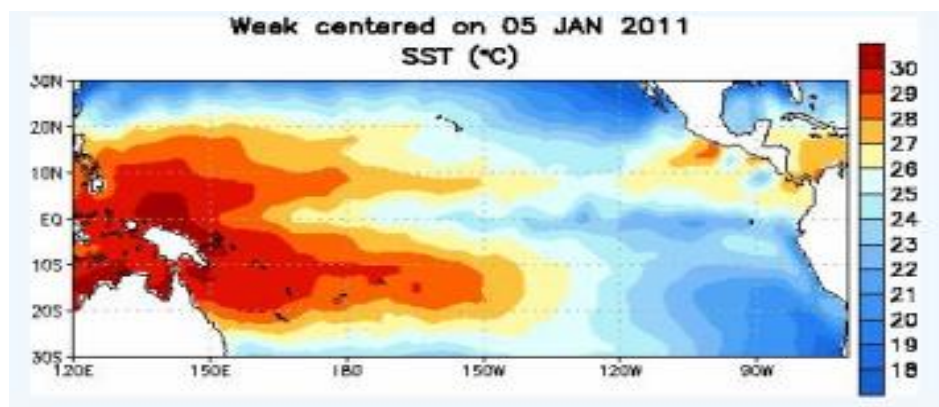 Week centered on 05 JAN 2011
SST (°C)
30N
20N
10N
EQ
10S
20S
30S
120E 150E 180 150W 120W 90W
30
29
28
27
26
25
24
23
22
21
20
19
18